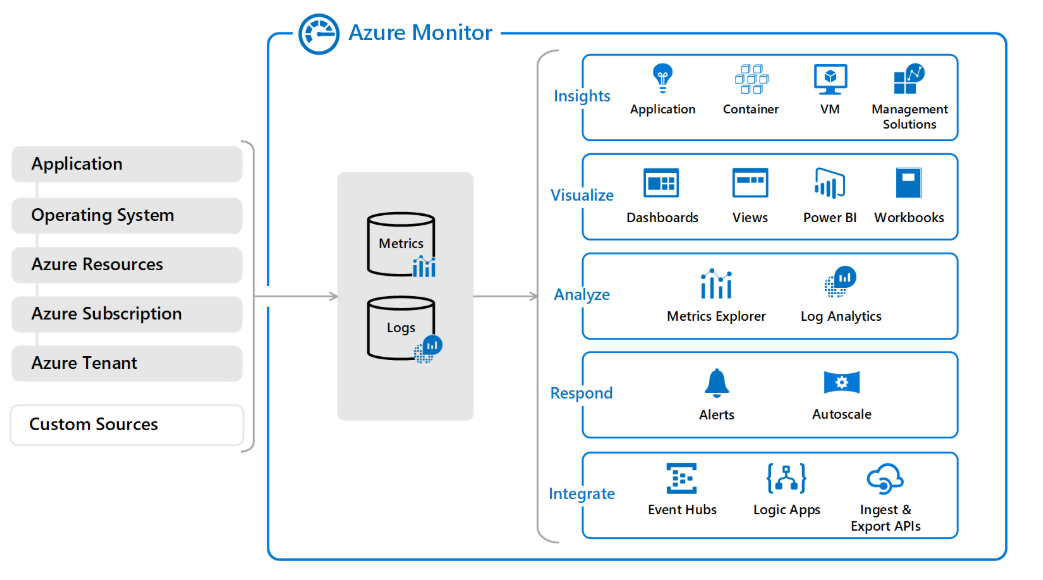 Azure Monitor
Application
Operating System
Azure Resources
Azure Subscription
Azure Tenant
Custom Sources
Metrics
Logs
Insights
Application
Container
VM
Management
Solutions
Visualize
Dashboards
Views
Power BI
Workbooks
Analyze
Metrics Explorer
Log Analytics
Respond
Alerts
Autoscale
Integrate
Event Hubs
Logic Apps
Ingest &
Export APIs